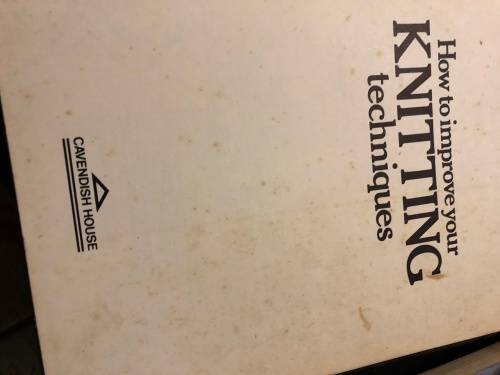 How to improve your
KNITTING
techniques
CAVENDISH HOUSE